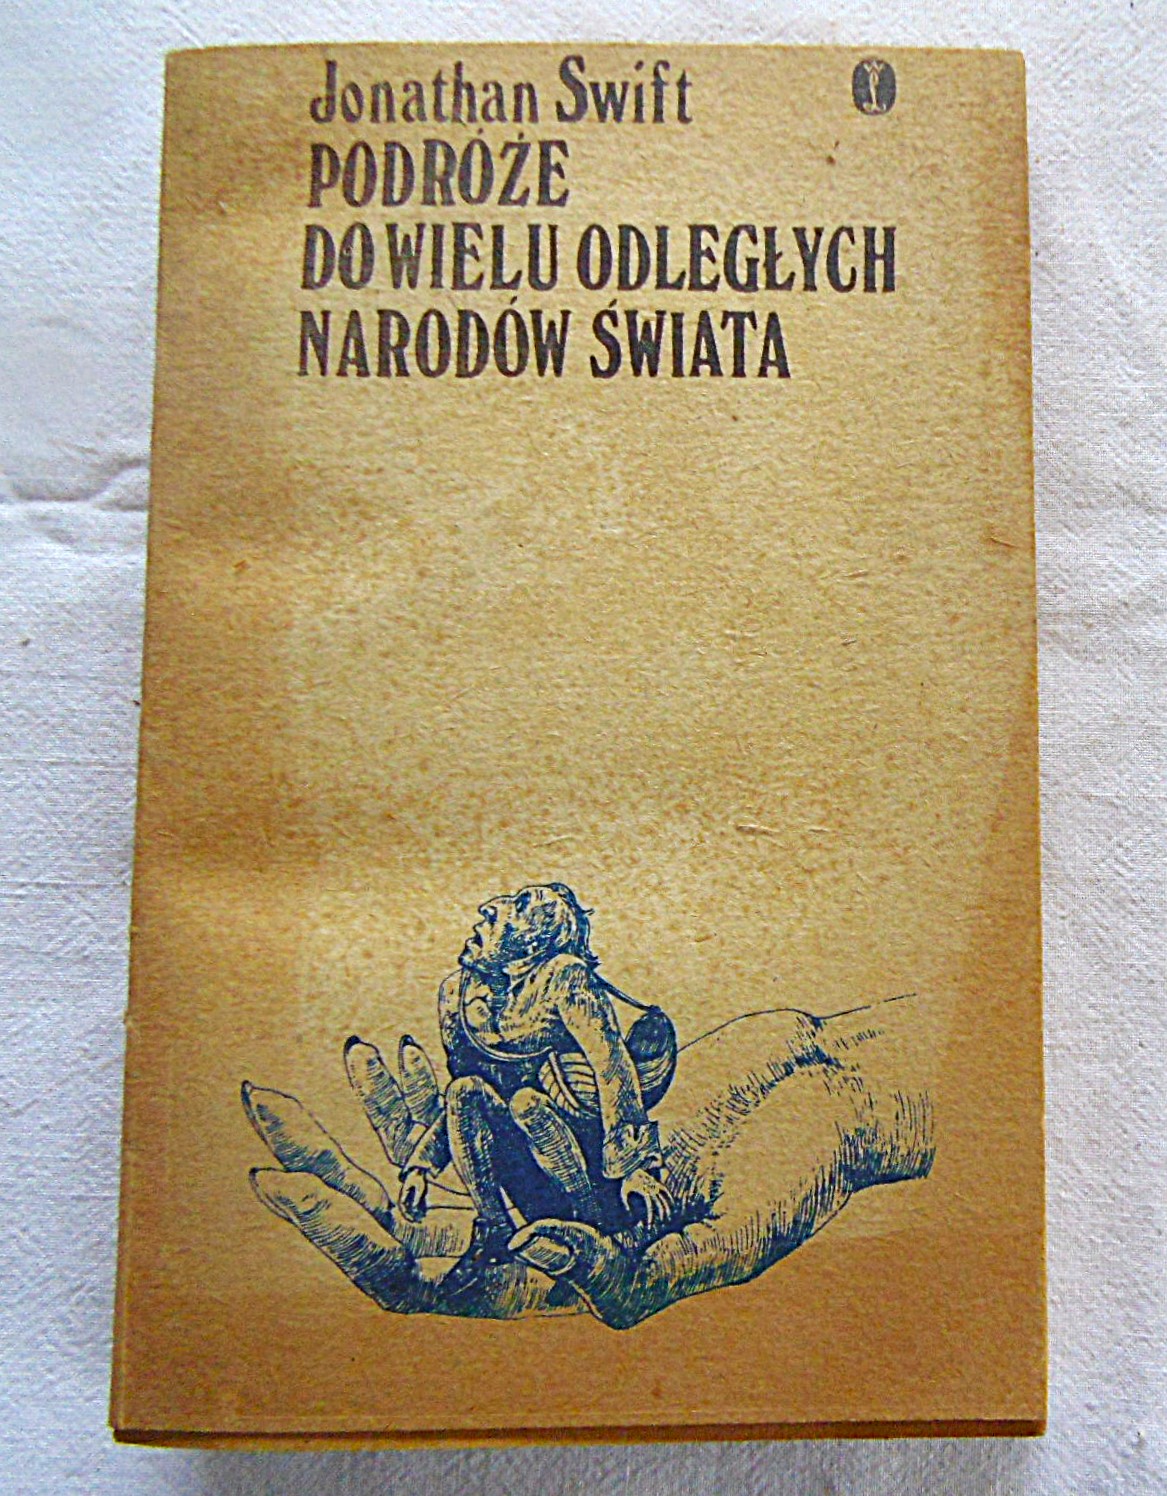 Jonathan Swift
PODRÓŻE
DO WIELU ODLEGŁYCH
NARODÓW ŚWIATA